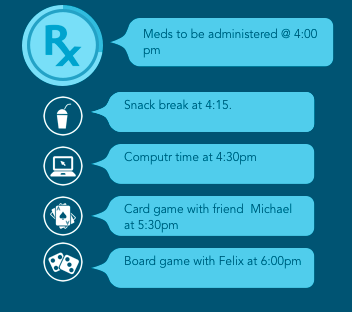 Rx
Meds to be administered @ 4:00
pm
Snack break at 4:15.
Computr time at 4:30pm
Card game with friend  Michael
at 5:30pm
Board game with Felix at 6:00pm